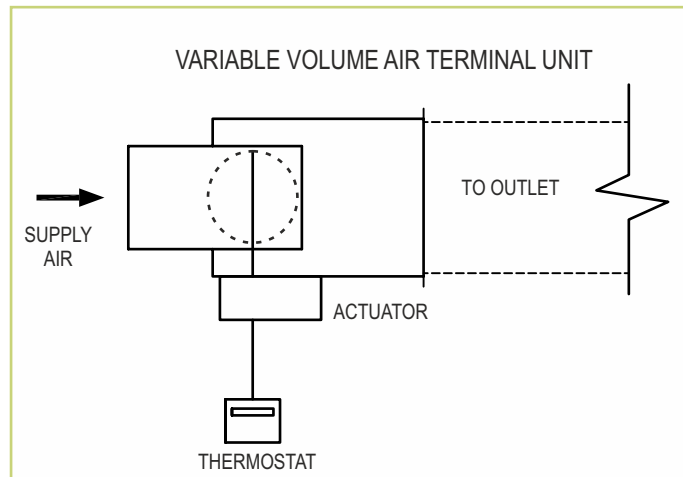 VARIABLE VOLUME AIR TERMINAL UNIT
TO OUTLET
SUPPLY
AIR
ACTUATOR
THERMOSTAT